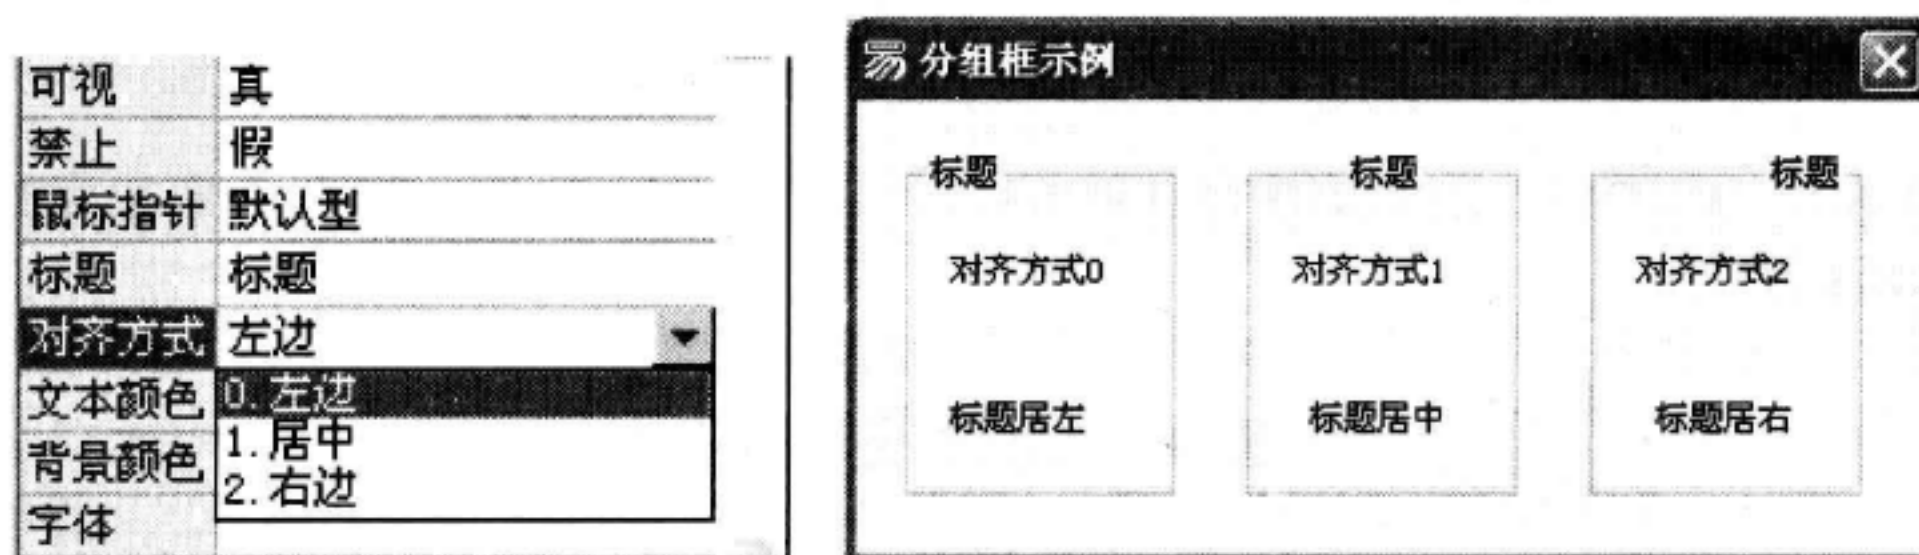 可视 真
禁止 假
鼠标指针 默认型
标题 标题
对齐方式 左边
文本颜色 0.左边
1.居中
背景颜色 2.右边
字体
易 分组框示例
标题 标题 标题
对齐方式0 对齐方式1 对齐方式2
标题居左 标题居中 标题居右